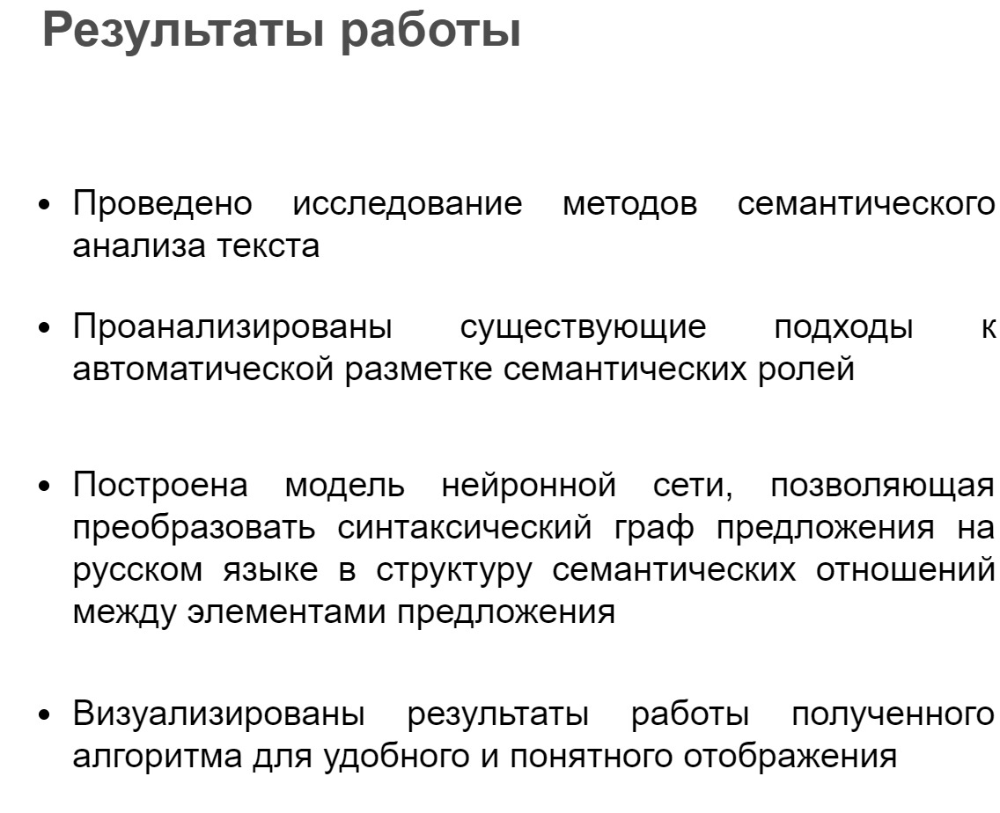 Результаты работы
• Проведено исследование методов семантического
анализа текста
• Проанализированы существующие подходы к
автоматической разметке семантических ролей
• Построена модель нейронной сети, позволяющая
преобразовать синтаксический граф предложения на
русском языке в структуру семантических отношений
между элементами предложения
• Визуализированы результаты работы полученного
алгоритма для удобного и понятного отображения